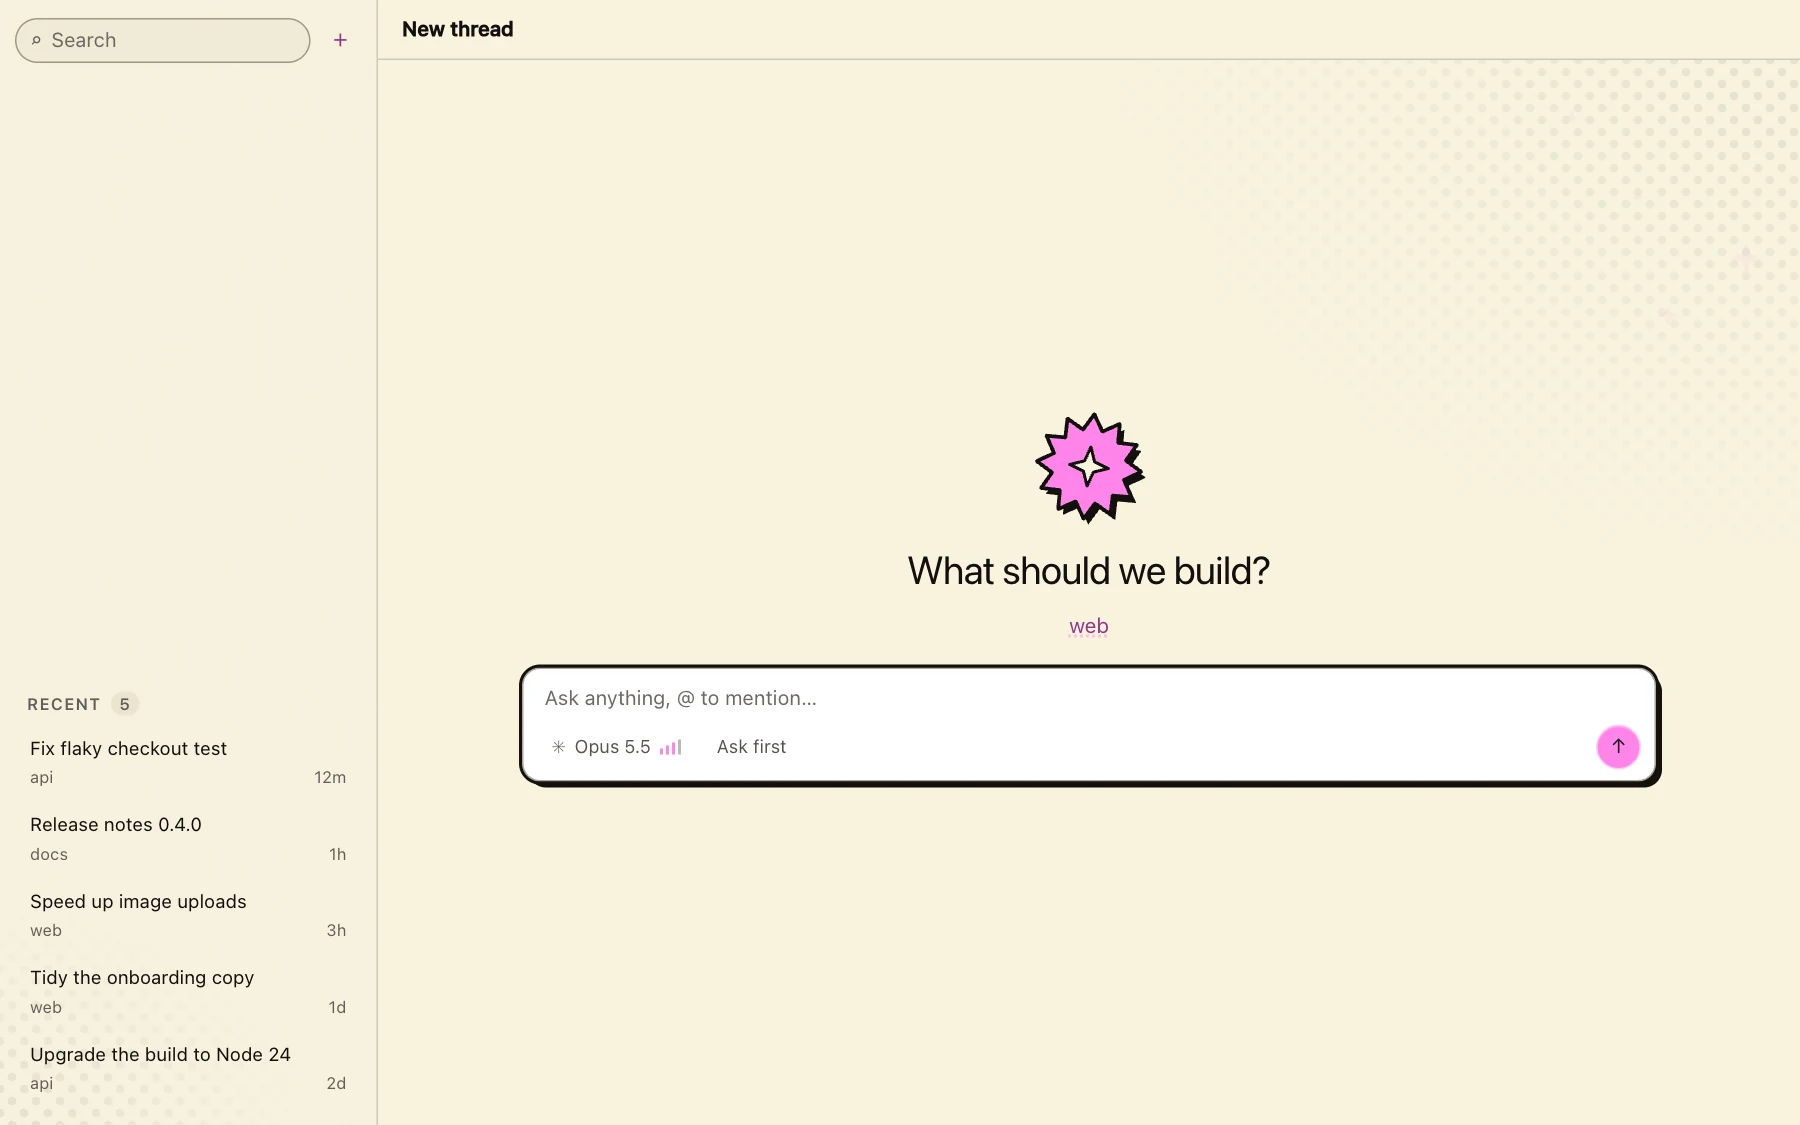 Search
+
New thread
What should we build?
web
Ask anything, @ to mention...
Opus 5.5
Ask first
RECENT 5
Fix flaky checkout test
api 12m
Release notes 0.4.0
docs 1h
Speed up image uploads
web 3h
Tidy the onboarding copy
web 1d
Upgrade the build to Node 24
api 2d